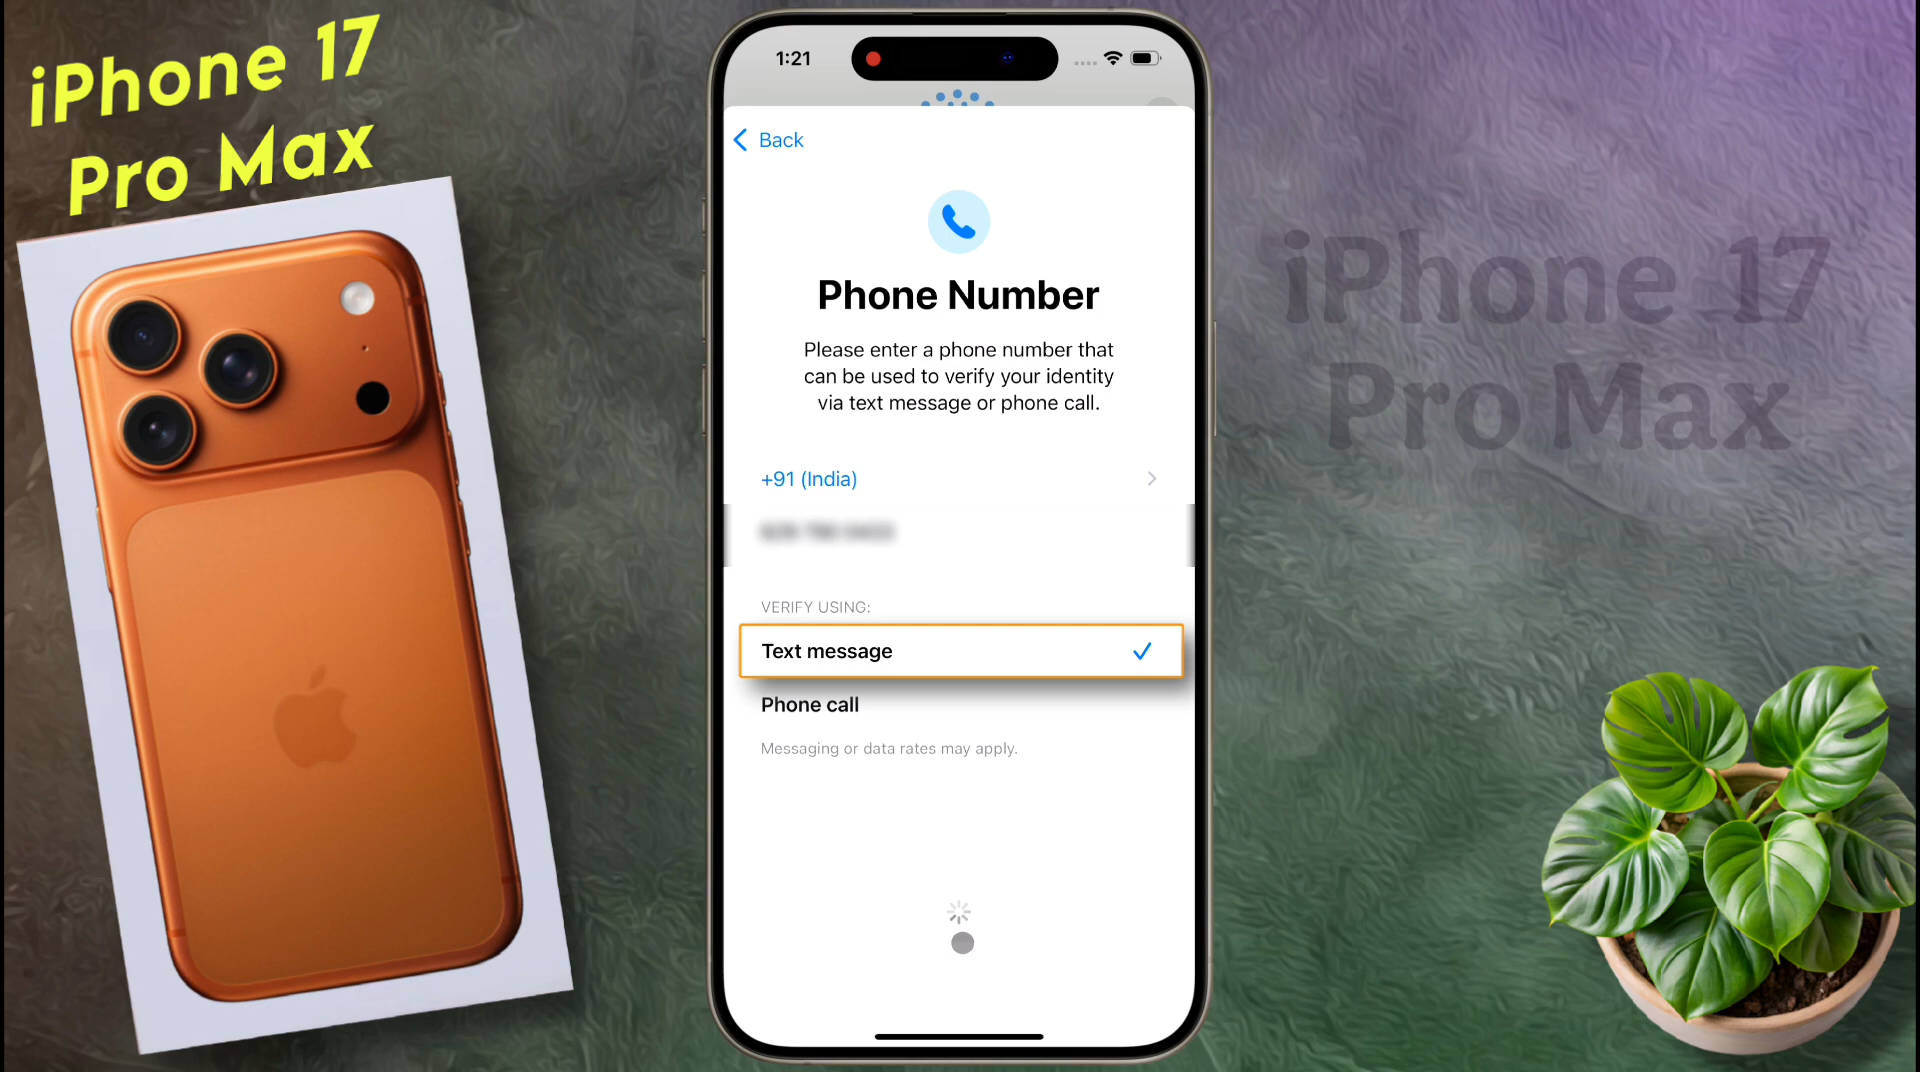 iPhone 17
Pro Max
1:21
Back
Phone Number
Please enter a phone number that
can be used to verify your identity
via text message or phone call.
+91 (India)
VERIFY USING:
Text message
Phone call
Messaging or data rates may apply.
iPhone 17
Pro Max